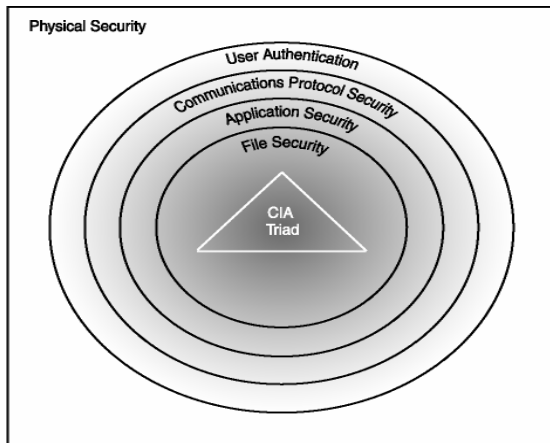 Physical Security
User Authentication
Communications Protocol Security
Application Security
File Security
CIA
Triad